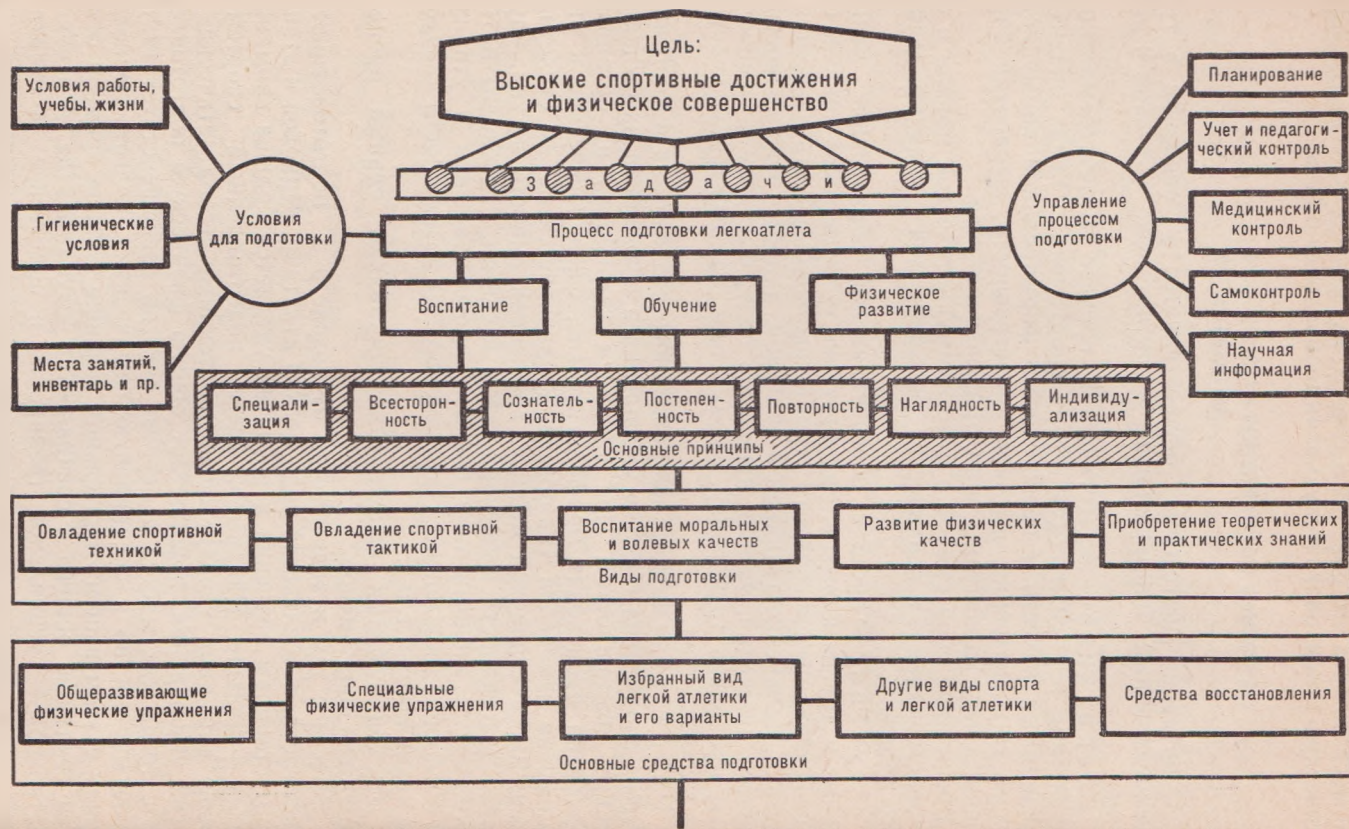 Цель:
Высокие спортивные достижения
и физическое совершенство
Условия работы,
учебы. жизни
Гигиенические
условия
Места занятий,
инвентарь и пр.
Условия
для подготовки
Задачи
Процесс подготовки легкоатлета
Управление
процессом
подготовки
Планирование
Учет и педагоги-
ческий контроль
Медицинский
контроль
Самоконтроль
Научная
информация
Воспитание
Обучение
Физическое
развитие
Специали-
зация
Всесторон-
ность
Сознатель-
ность
Постепен-
ность
Повторность
Наглядность
Индивиду-
ализация
Основные принципы
Овладение спортивной
техникой
Овладение спортивной
тактикой
Воспитание моральных
и волевых качеств
Развитие физических
качеств
Приобретение теоретических
и практических знаний
Виды подготовки
Общеразвивающие
физические упражнения
Специальные
физические упражнения
Избранный вид
легкой атлетики
и его варианты
Другие виды спорта
и легкой атлетики
Средства восстановления
Основные средства подготовки